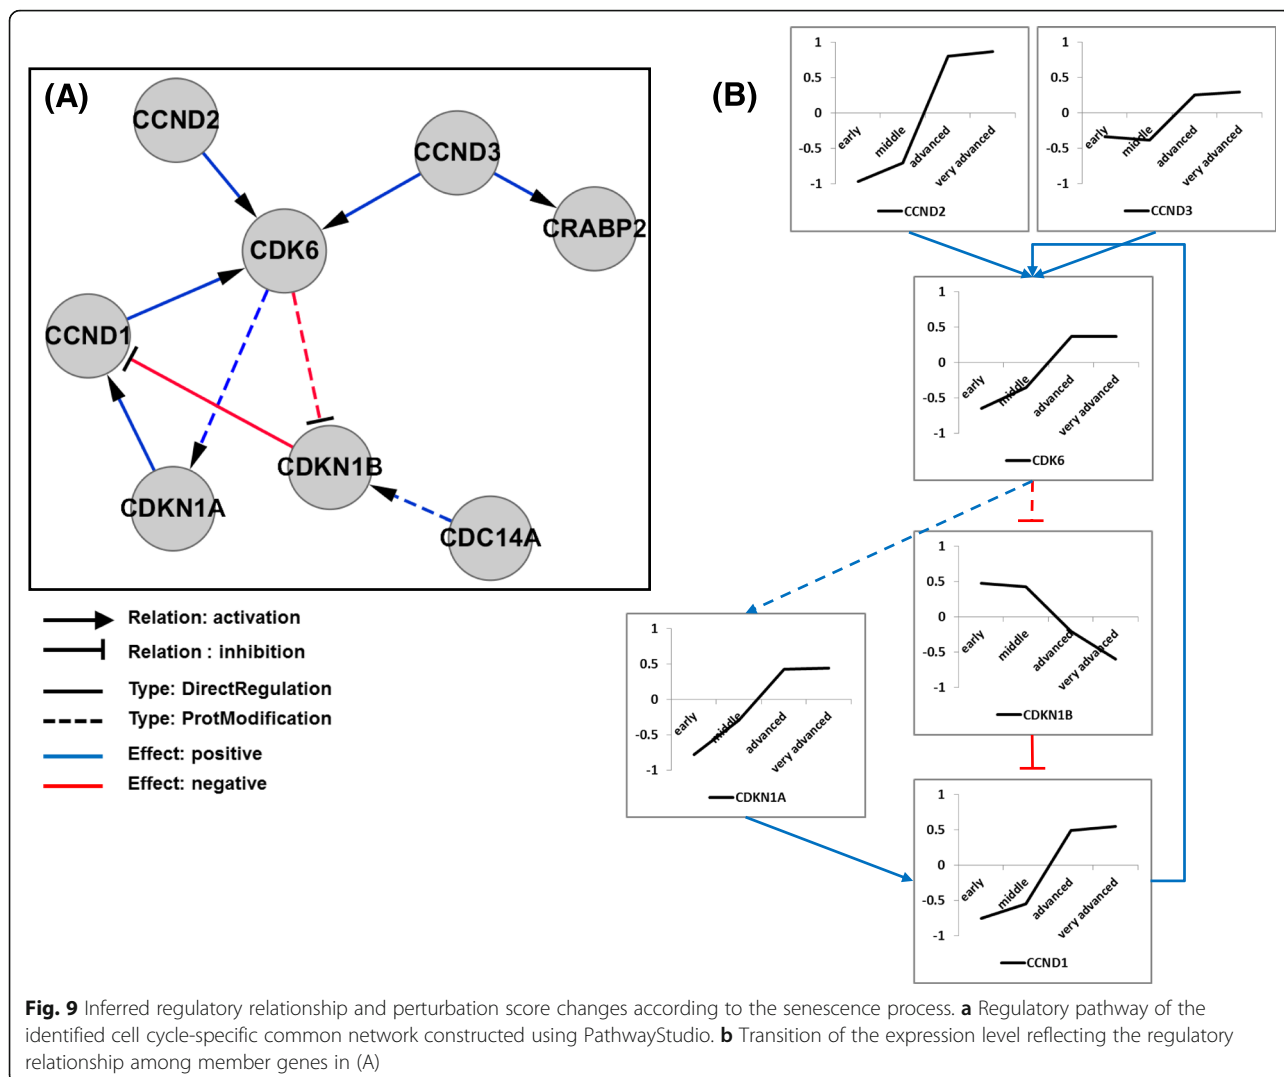 (A)
CCND2
CCND3
CRABP2
CDK6
CCND1
CDKN1B
CDKN1A
CDC14A
Relation: activation
Relation : inhibition
Type: DirectRegulation
Type: ProtModification
Effect: positive
Effect: negative
(B)
1
0.5
0
-0.5
-1
early
middle
advanced
very advanced
CCND2
1
0.5
0
-0.5
-1
early
middle
advanced
very advanced
CCND3
1
0.5
0
-0.5
-1
early
middle
advanced
very advanced
CDK6
1
0.5
0
-0.5
-1
early
middle
advanced
very advanced
CDKN1B
1
0.5
0
-0.5
-1
early
middle
advanced
very advanced
CDKN1A
1
0.5
0
-0.5
-1
early
middle
advanced
very advanced
CCND1
Fig. 9 Inferred regulatory relationship and perturbation score changes according to the senescence process. a Regulatory pathway of the
identified cell cycle-specific common network constructed using PathwayStudio. b Transition of the expression level reflecting the regulatory
relationship among member genes in (A)